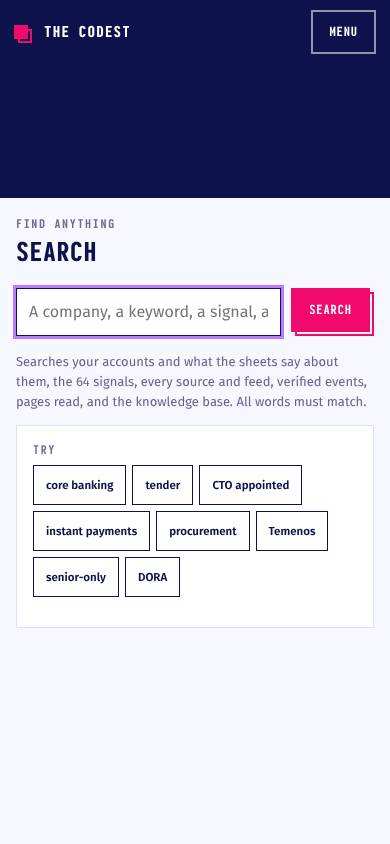 THE CODEST
MENU
FIND ANYTHING
SEARCH
A company, a keyword, a signal, a
SEARCH
Searches your accounts and what the sheets say about
them, the 64 signals, every source and feed, verified events,
pages read, and the knowledge base. All words must match.
TRY
core banking
tender
CTO appointed
instant payments
procurement
Temenos
senior-only
DORA